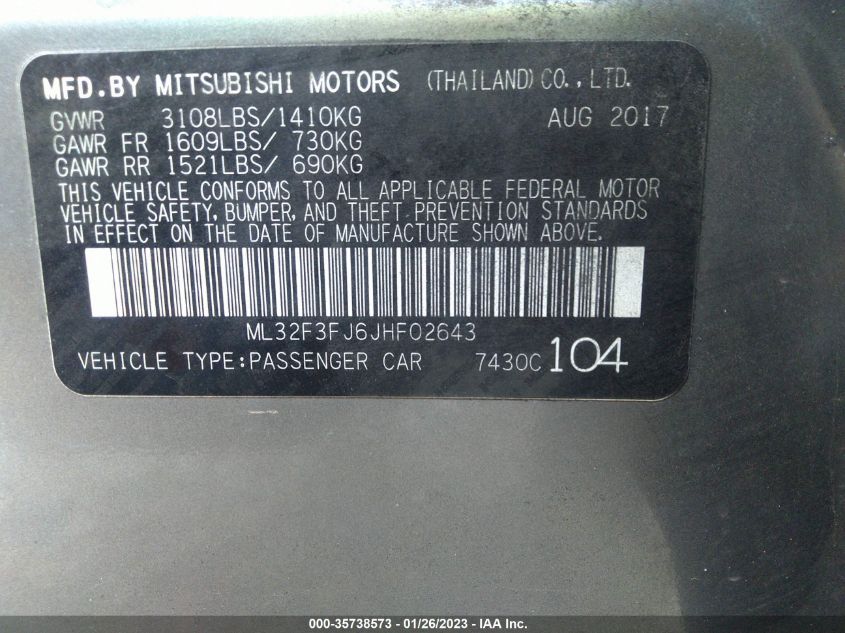 MFD.BY MITSUBISHI MOTORS (THAILAND) CO., LTD.
GVWR 3108LBS/1410KG AUG 2017
GAWR FR 1609LBS/ 730KG
GAWR RR 1521LBS/ 690KG
THIS VEHICLE CONFORMS TO ALL APPLICABLE FEDERAL MOTOR
VEHICLE SAFETY, BUMPER, AND THEFT PREVENTION STANDARDS
IN EFFECT ON THE DATE OF MANUFACTURE SHOWN ABOVE.
ML32F3FJ6JHF02643
VEHICLE TYPE:PASSENGER CAR 7430C 104
000-35738573 - 01/26/2023 - IAA Inc.